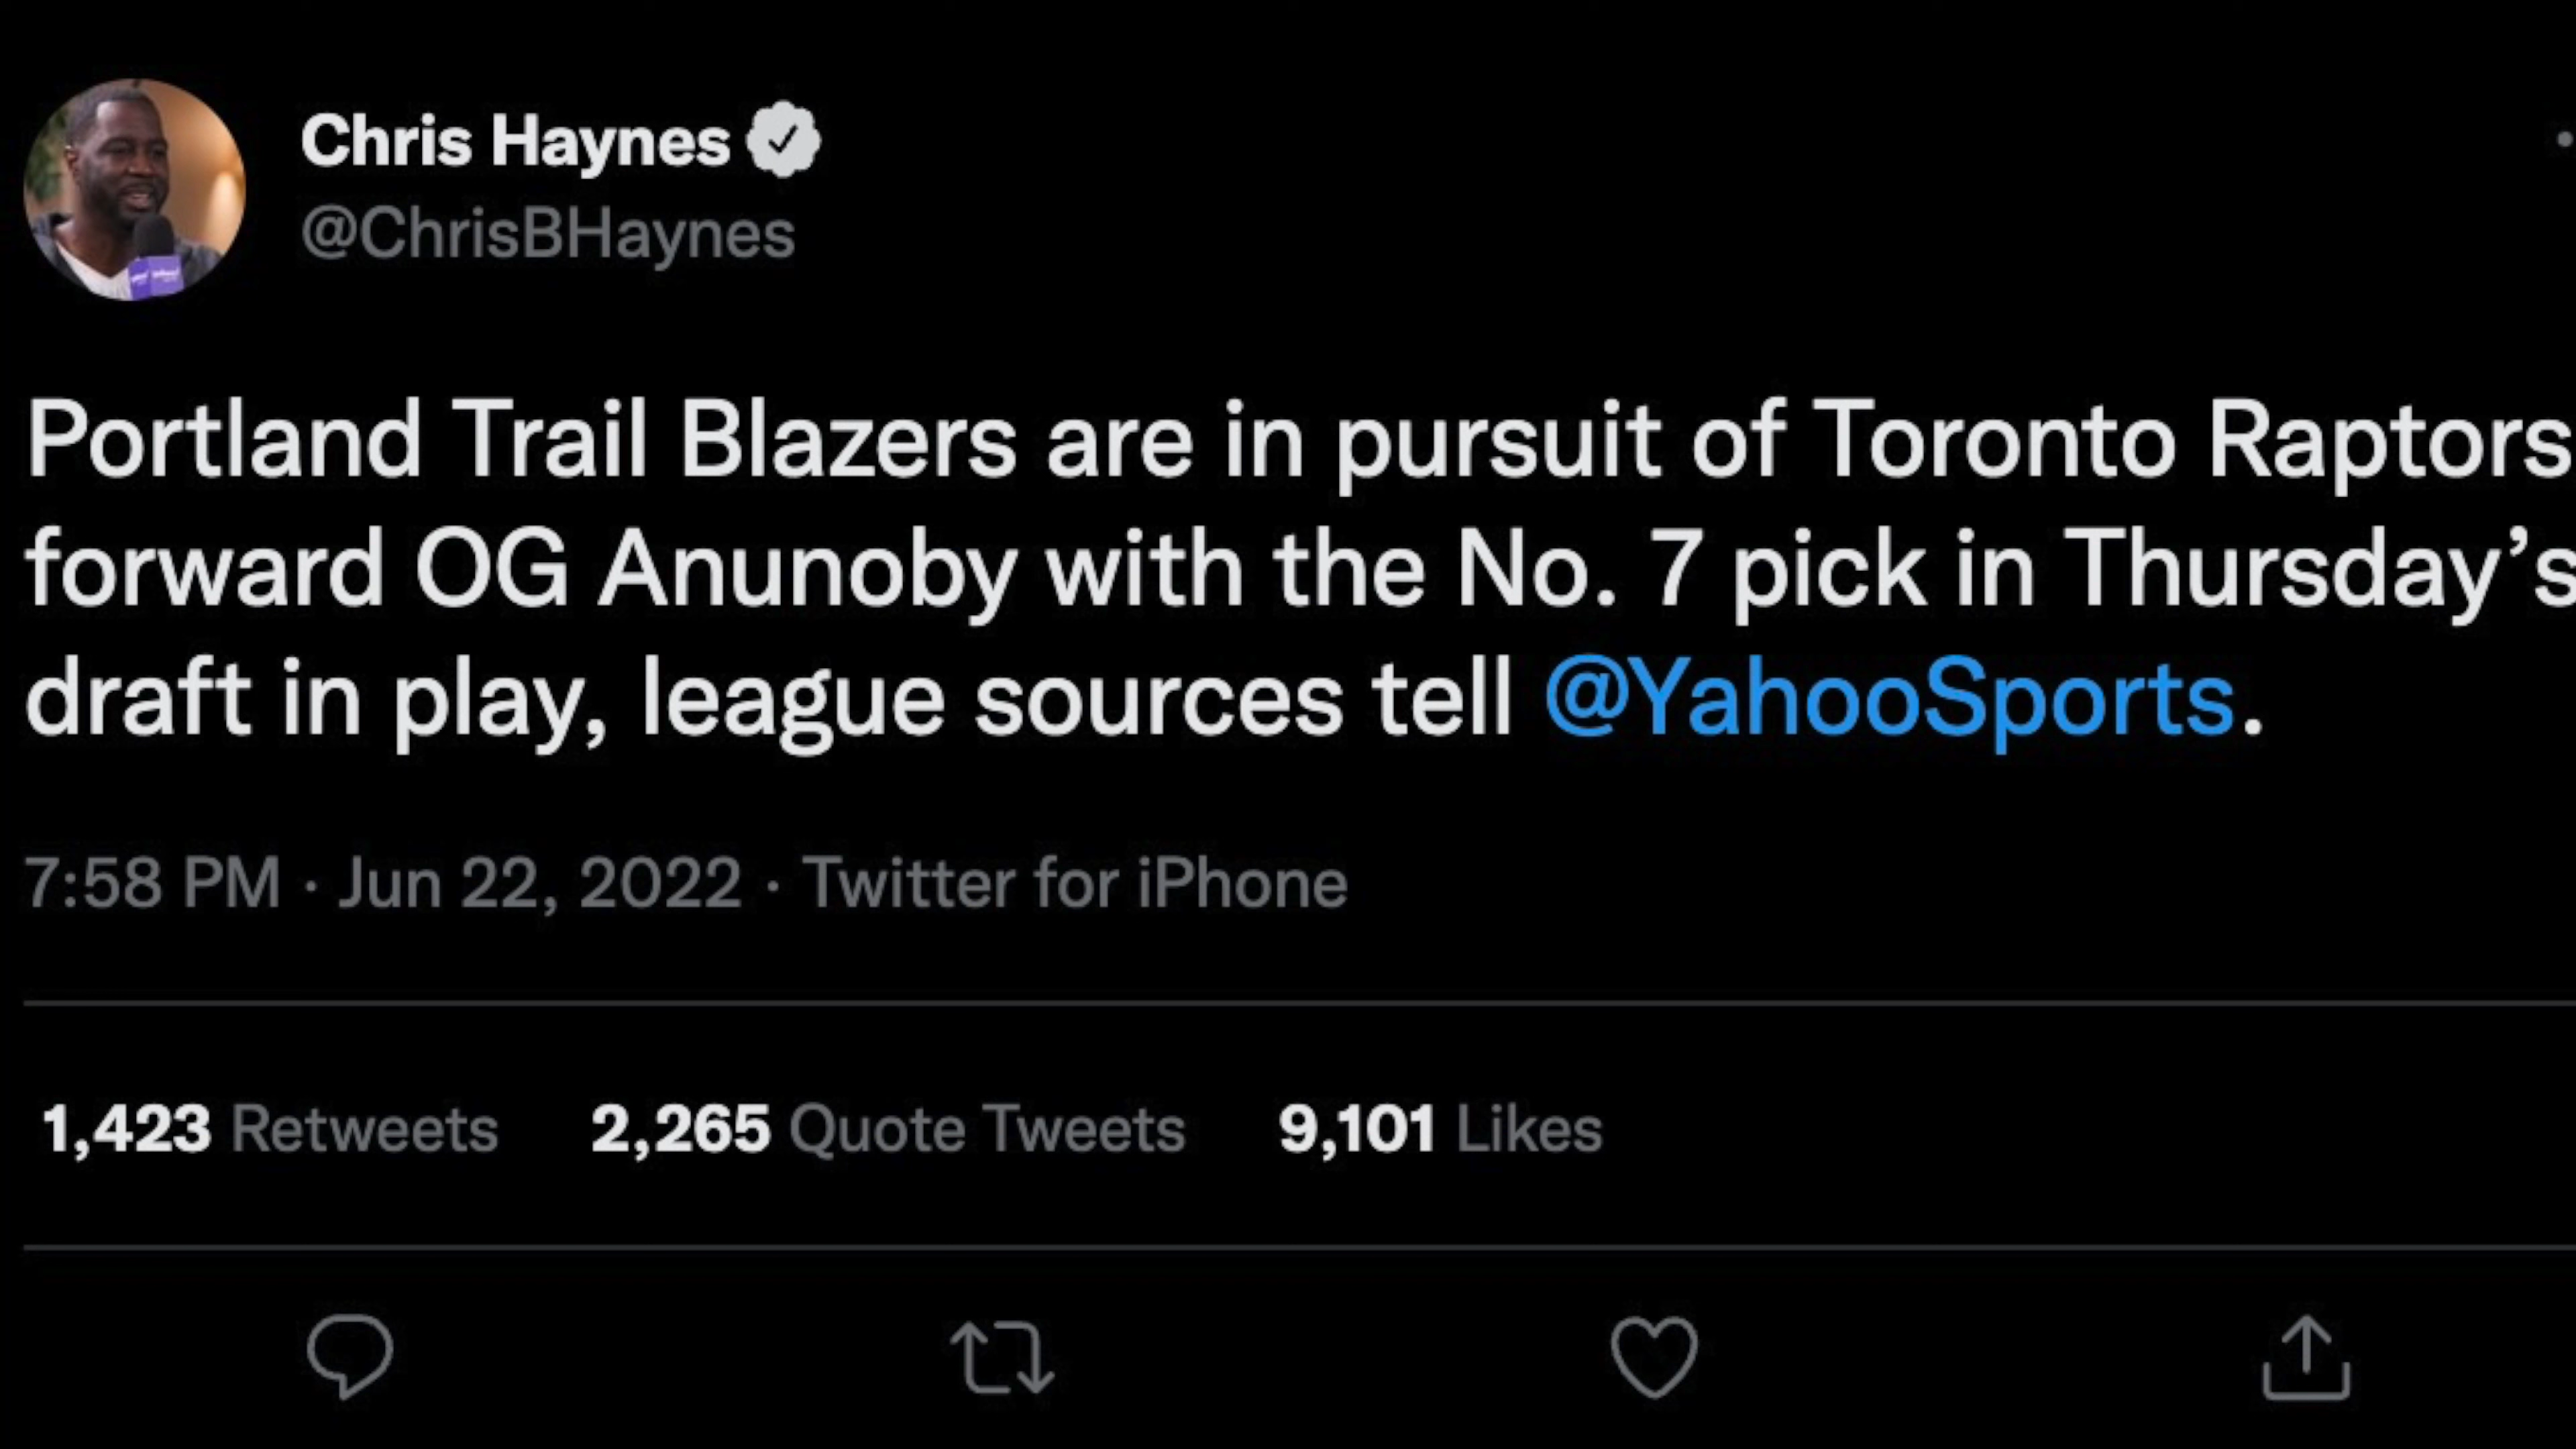 Chris Haynes
@ChrisBHaynes
Portland Trail Blazers are in pursuit of Toronto Raptors
forward OG Anunoby with the No. 7 pick in Thursday’s
draft in play, league sources tell @YahooSports.
7:58 PM · Jun 22, 2022 · Twitter for iPhone
1,423 Retweets 2,265 Quote Tweets 9,101 Likes